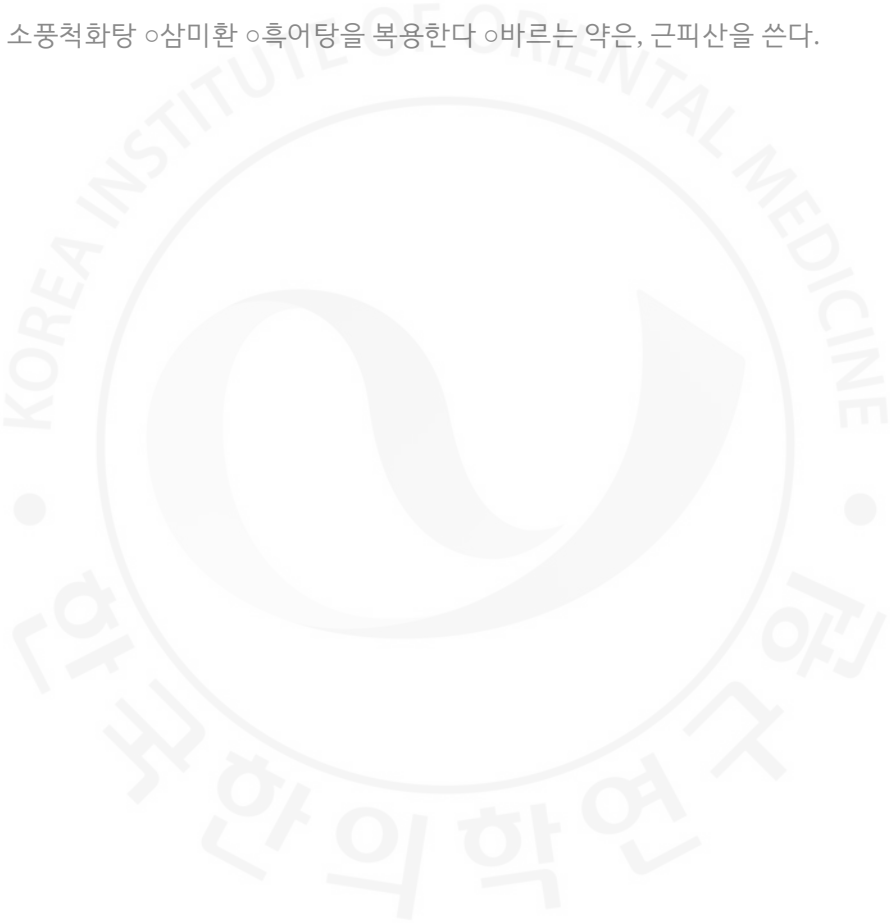 소풍척화탕 ○삼미환 ○흑어탕을 복용한다 ○바르는 약은, 근피산을 쓴다.
KOREA INSTITUTE OF ORIENTAL MEDICINE
한국한의학연구원